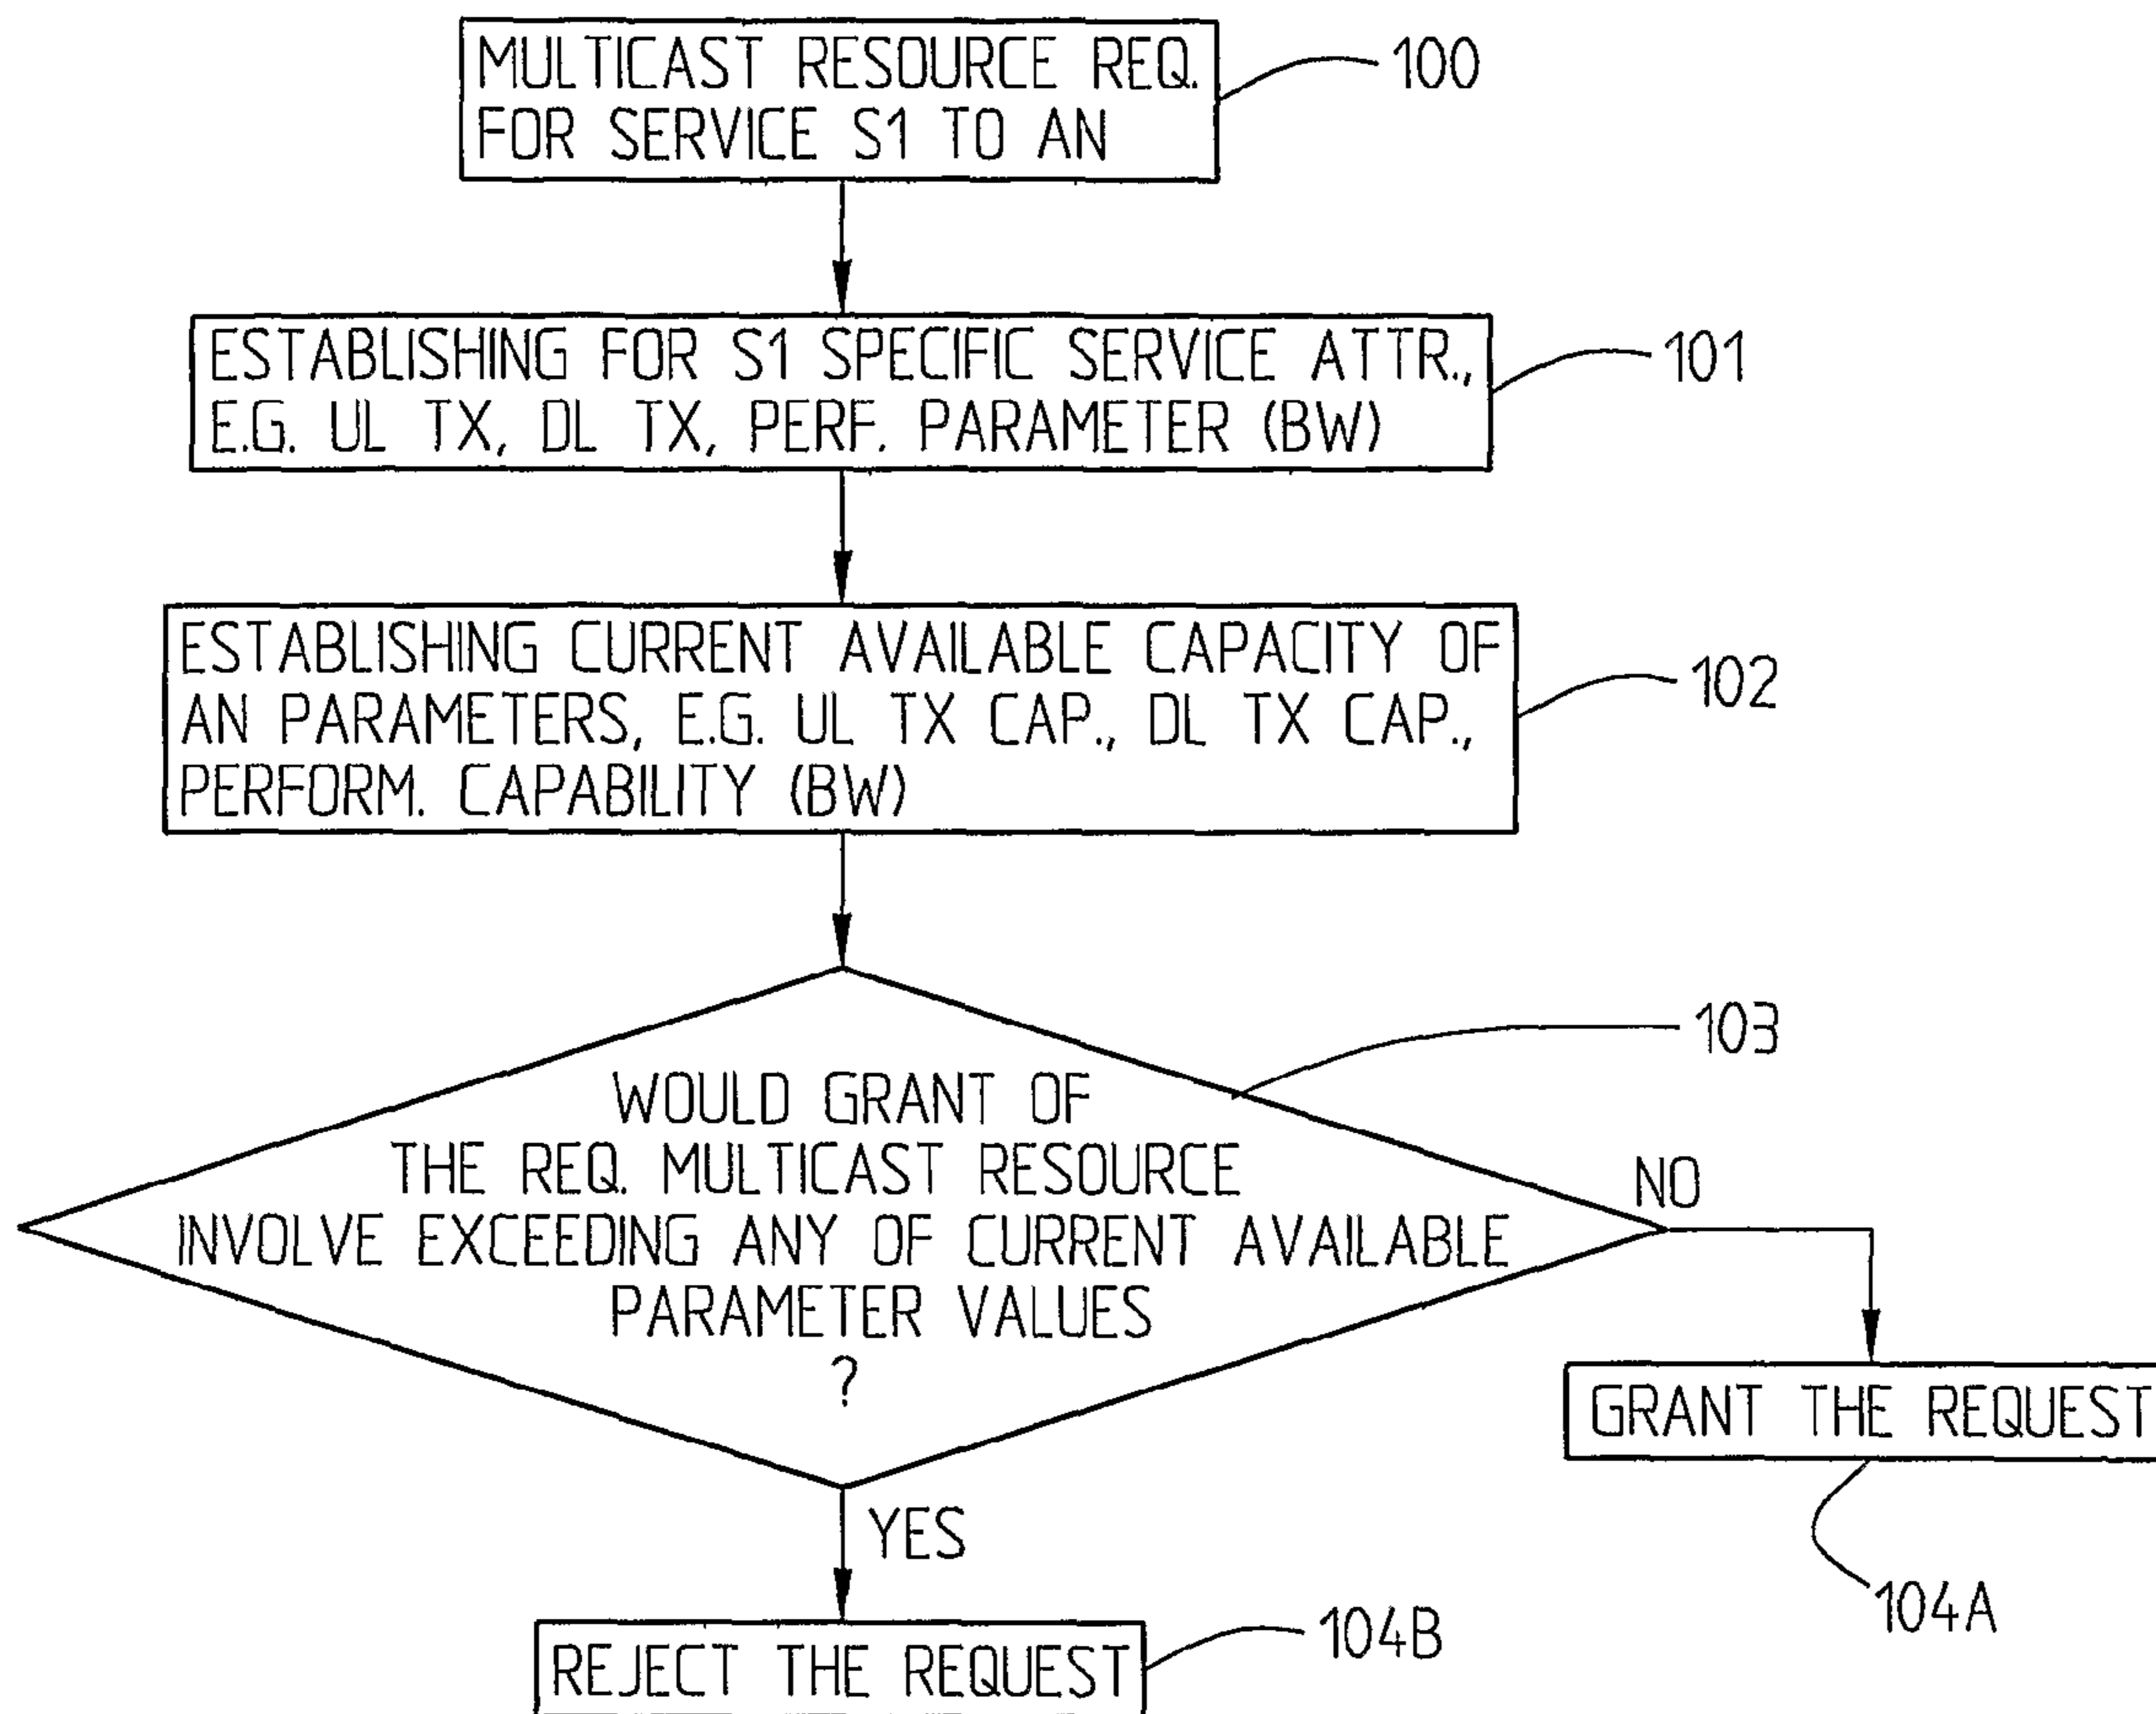 MULTICAST RESOURCE REQ.
FOR SERVICE S1 TO AN
100
ESTABLISHING FOR S1 SPECIFIC SERVICE ATTR.,
E.G. UL TX, DL TX, PERF. PARAMETER (BW)
101
ESTABLISHING CURRENT AVAILABLE CAPACITY OF
AN PARAMETERS, E.G. UL TX CAP., DL TX CAP.,
PERFORM. CAPABILITY (BW)
102
103
WOULD GRANT OF
THE REQ. MULTICAST RESOURCE
INVOLVE EXCEEDING ANY OF CURRENT AVAILABLE
PARAMETER VALUES
?
NO
GRANT THE REQUEST
104A
YES
REJECT THE REQUEST
104B